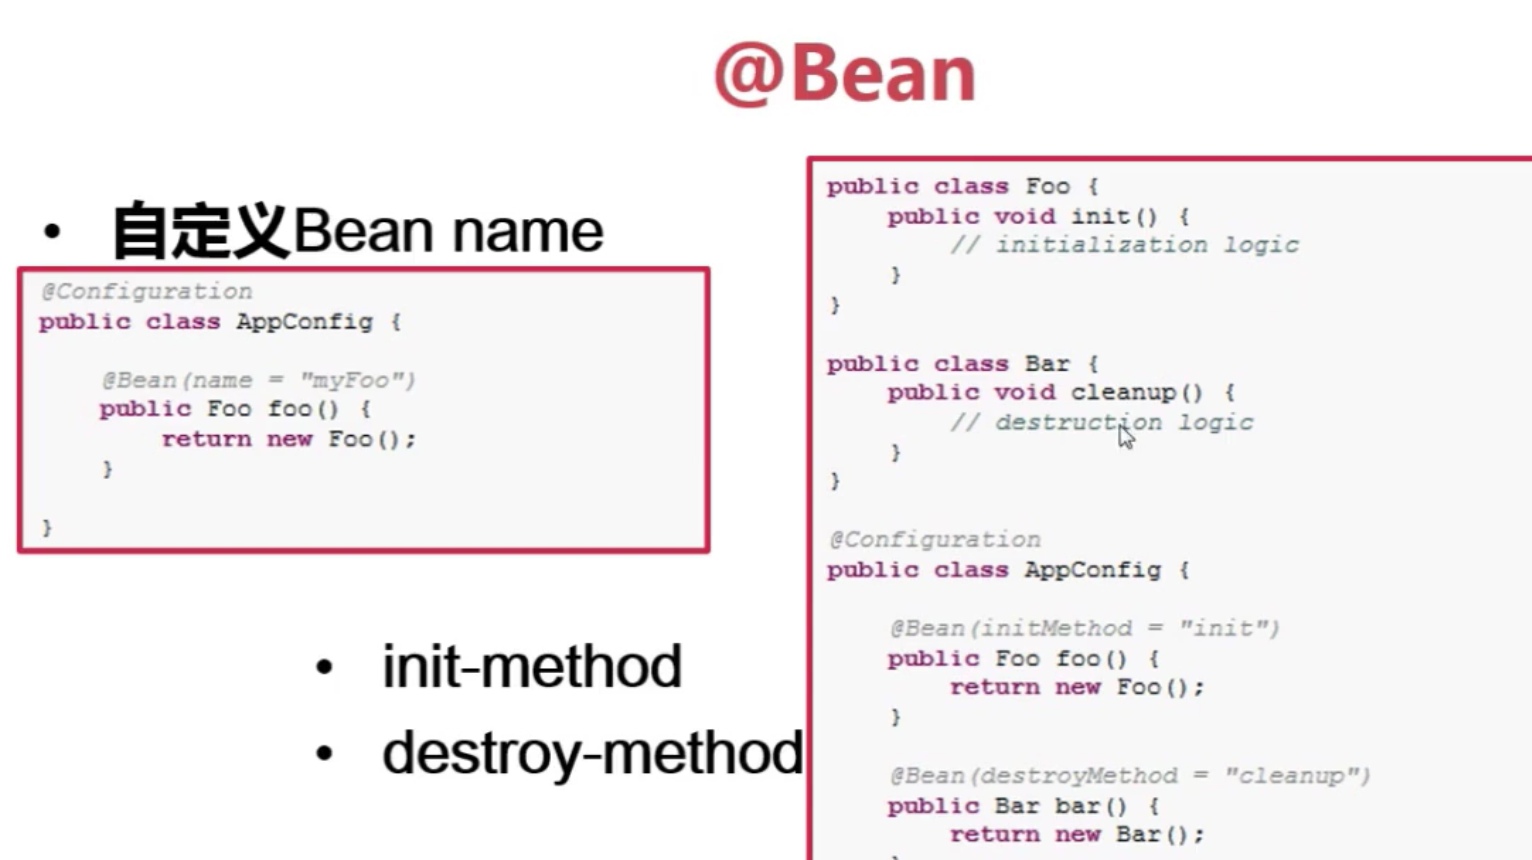 @Bean
• 自定义Bean name
@Configuration
public class AppConfig {
@Bean(name = "myFoo")
public Foo foo() {
return new Foo();
}
}
• init-method
• destroy-method
public class Foo {
public void init() {
// initialization logic
}
}
public class Bar {
public void cleanup() {
// destruction logic
}
}
@Configuration
public class AppConfig {
@Bean(initMethod = "init")
public Foo foo() {
return new Foo();
}
@Bean(destroyMethod = "cleanup")
public Bar bar() {
return new Bar();